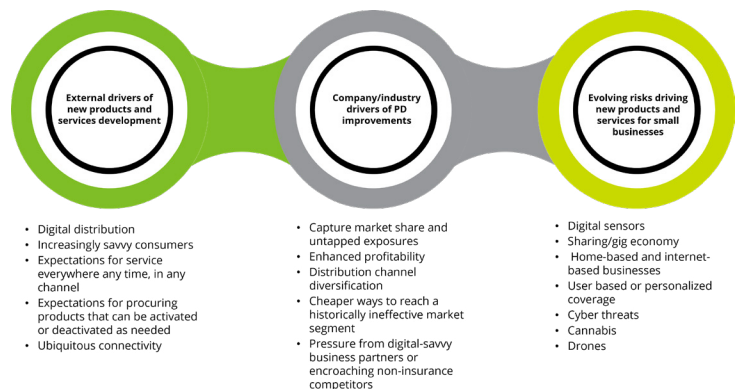 External drivers of
new products and
services development
Company/industry
drivers of PD
improvements
Evolving risks driving
new products and
services for small
businesses
• Digital distribution
• Increasingly savvy consumers
• Expectations for service
everywhere any time, in any
channel
• Expectations for procuring
products that can be activated
or deactivated as needed
• Ubiquitous connectivity
• Capture market share and
untapped exposures
• Enhanced profitability
• Distribution channel
diversification
• Cheaper ways to reach a
historically ineffective market
segment
• Pressure from digital-savvy
business partners or
encroaching non-insurance
competitors
• Digital sensors
• Sharing/gig economy
• Home-based and internet-
based businesses
• User based or personalized
coverage
• Cyber threats
• Cannabis
• Drones